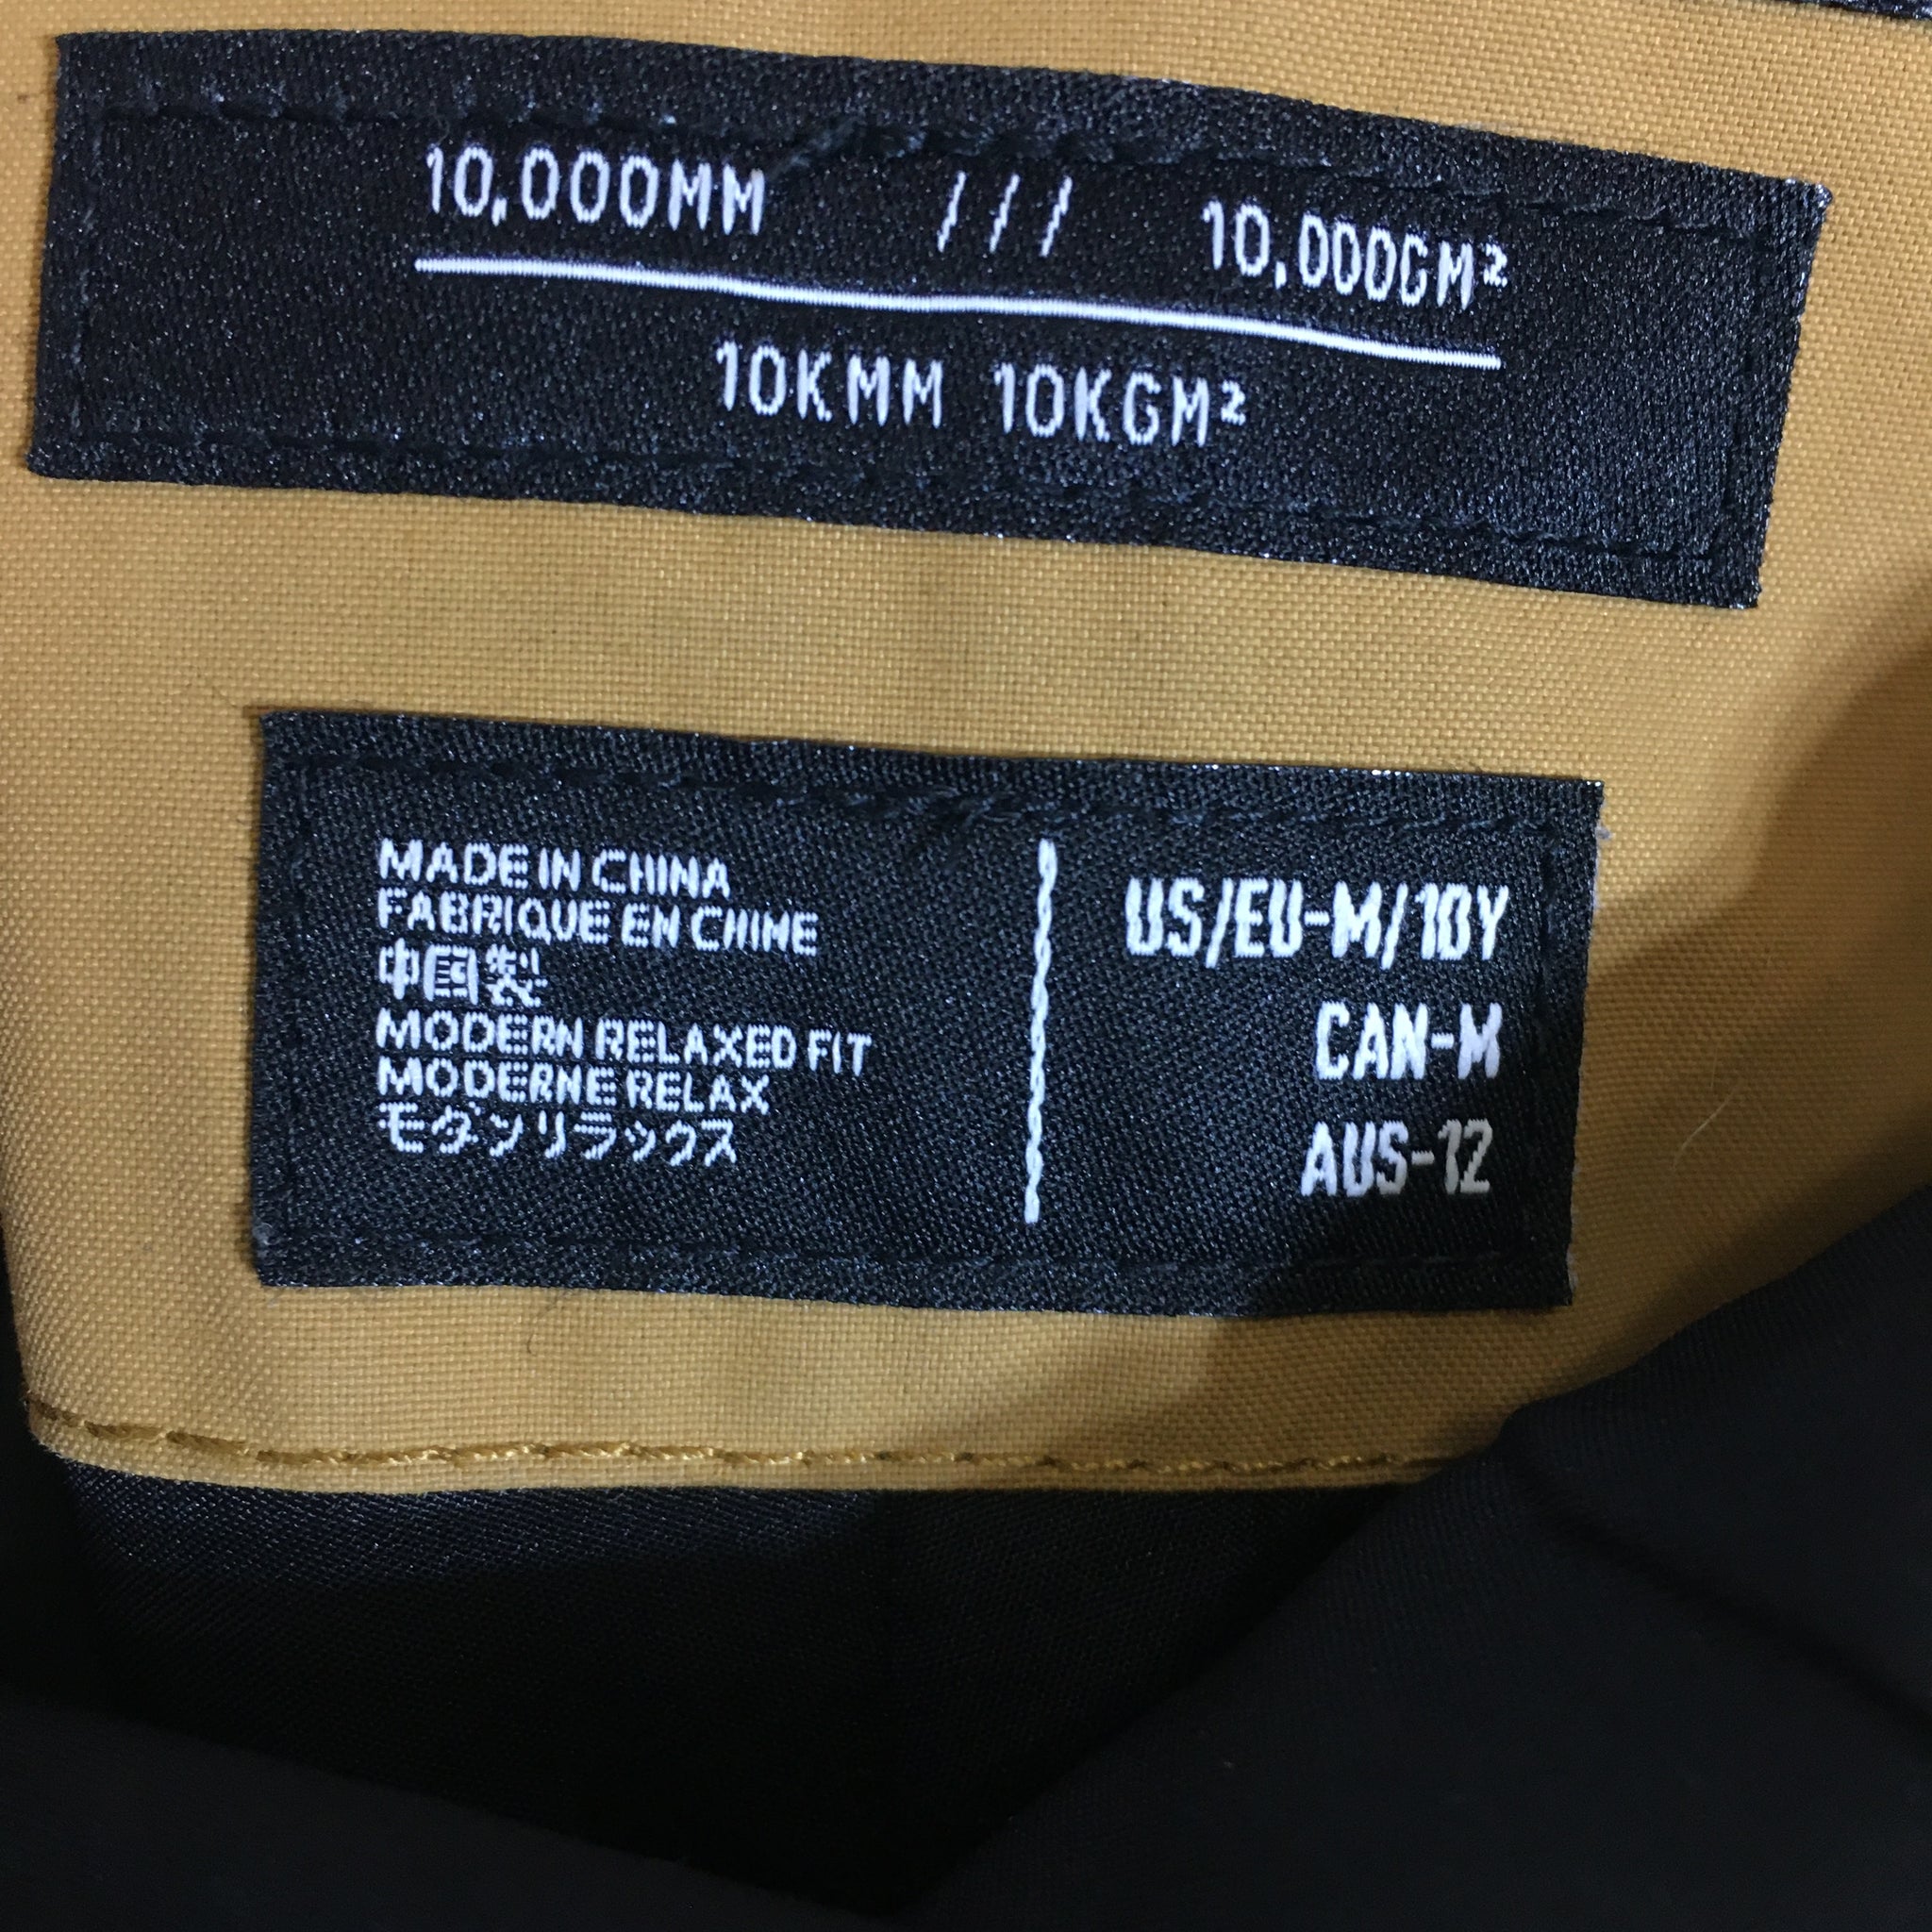 10,000MM /// 10,000GM²
10KMM 10KGM²
MADE IN CHINA
FABRIQUE EN CHINE
中国製
MODERN RELAXED FIT
MODERNE RELAX
モダンリラックス
US/EU-M/10Y
CAN-M
AUS-12